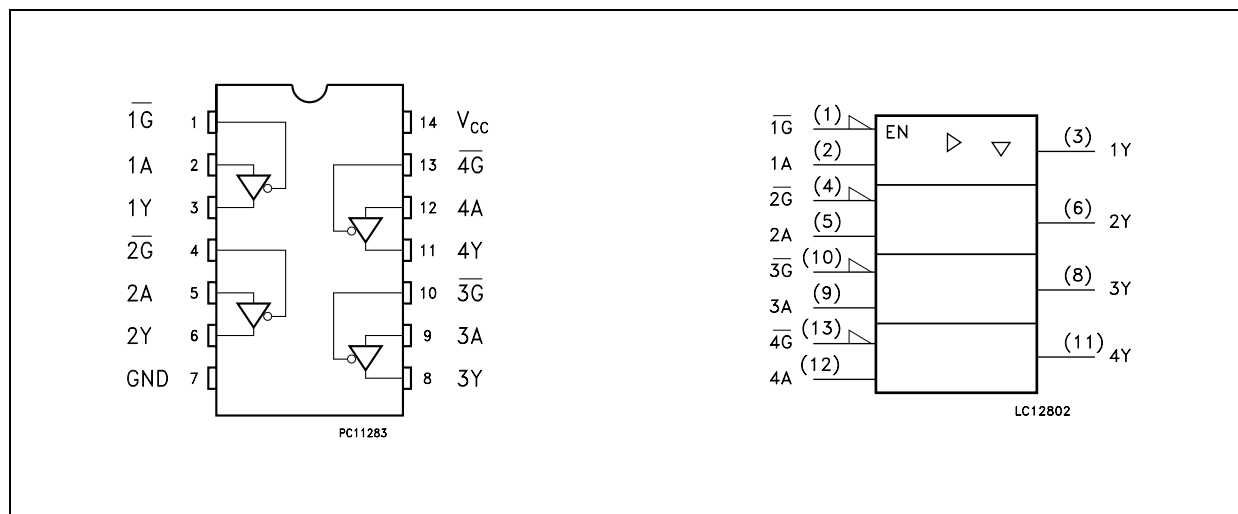 1G̅ 1 14 V_CC
1A 2 13 4G̅
1Y 3 12 4A
2G̅ 4 11 4Y
2A 5 10 3G̅
2Y 6 9 3A
GND 7 8 3Y
PC11283
1G̅ (1) EN (3) 1Y
1A (2)
2G̅ (4) (6) 2Y
2A (5)
3G̅ (10) (8) 3Y
3A (9)
4G̅ (13) (11) 4Y
4A (12)
LC12802